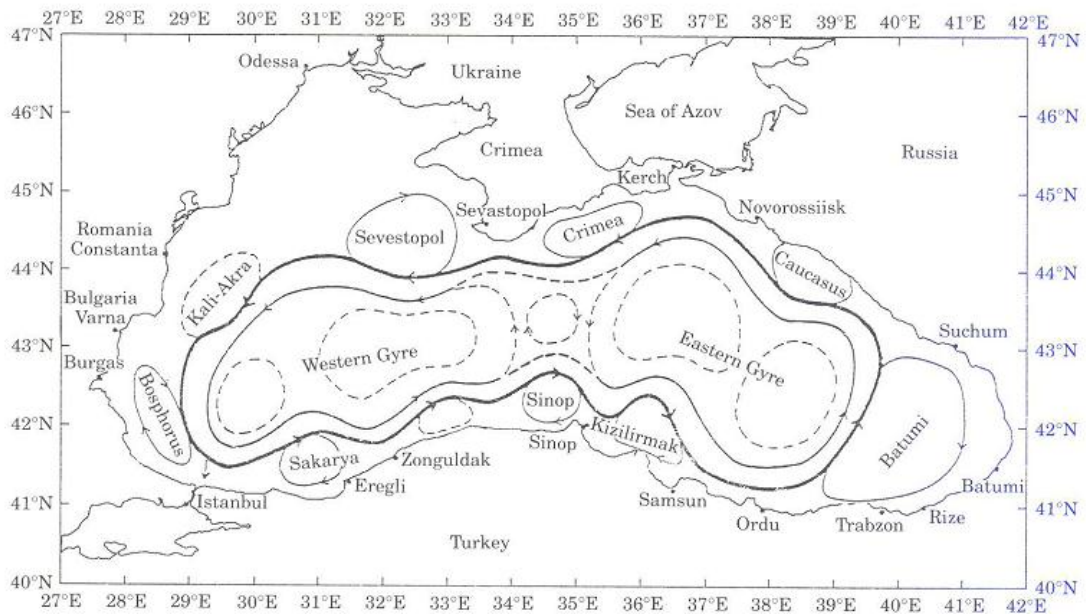 27°E 28°E 29°E 30°E 31°E 32°E 33°E 34°E 35°E 36°E 37°E 38°E 39°E 40°E 41°E 42°E
47°N 47°N
Odessa
Ukraine
46°N 46°N
Sea of Azov
Crimea
Russia
Kerch
45°N 45°N
Sevastopol
Novorossiisk
Crimea
Romania
Sevestopol
Constanta
44°N 44°N
Caucasus
Kali-Akra
Bulgaria
Varna
Suchum
43°N 43°N
Western Gyre
Eastern Gyre
Burgas
Bosphorus
Sinop
42°N 42°N
Kizilirmak
Batumi
Sinop
Sakarya
Zonguldak
Eregli
Batumi
41°N 41°N
Istanbul
Samsun
Rize
Ordu
Trabzon
Turkey
40°N 40°N
27°E 28°E 29°E 30°E 31°E 32°E 33°E 34°E 35°E 36°E 37°E 38°E 39°E 40°E 41°E 42°E